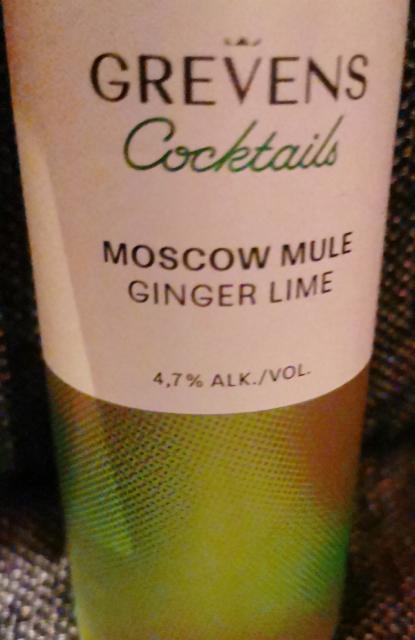 GREVENS
Cocktails
MOSCOW MULE
GINGER LIME
4,7% ALK./VOL.